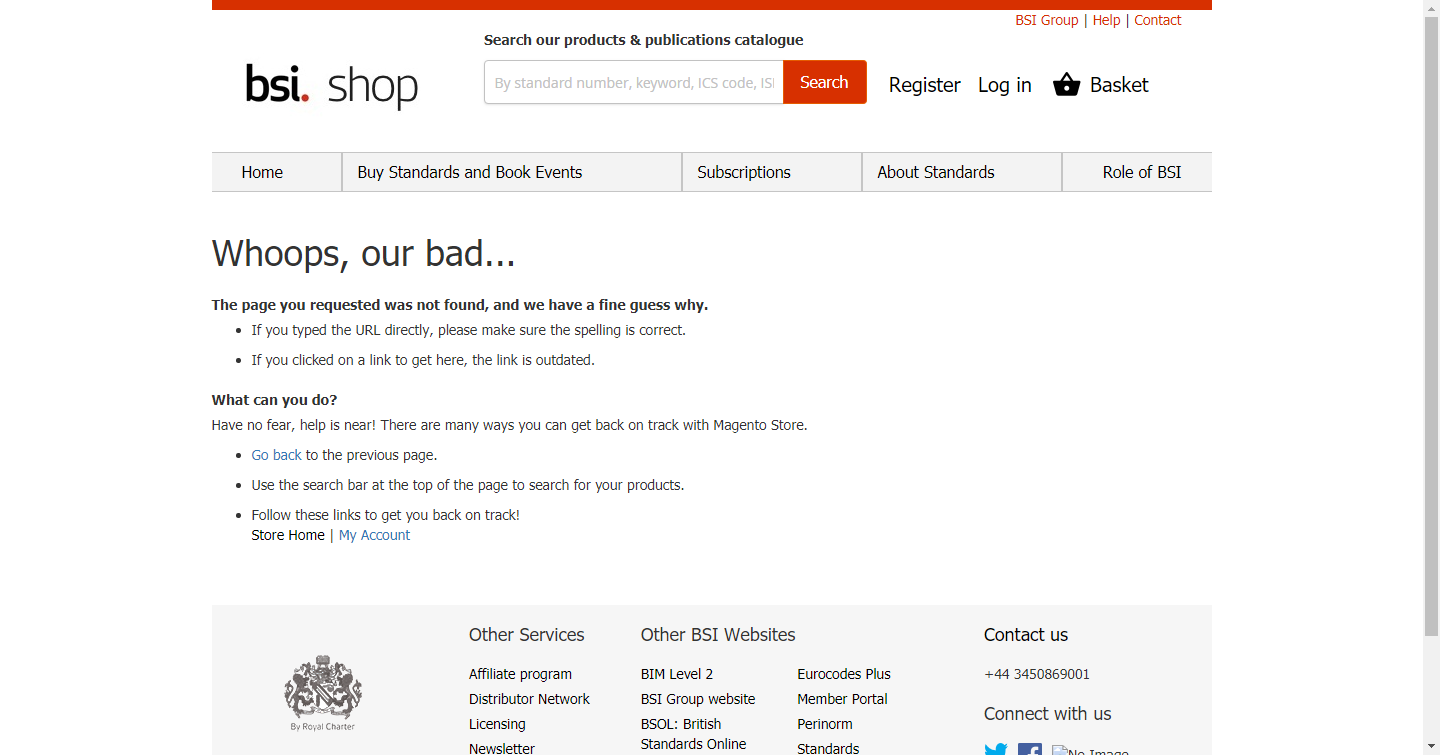 BSI Group | Help | Contact
Search our products & publications catalogue
bsi. shop
By standard number, keyword, ICS code, ISI
Search
Register
Log in
Basket
Home
Buy Standards and Book Events
Subscriptions
About Standards
Role of BSI
Whoops, our bad...
The page you requested was not found, and we have a fine guess why.
If you typed the URL directly, please make sure the spelling is correct.
If you clicked on a link to get here, the link is outdated.
What can you do?
Have no fear, help is near! There are many ways you can get back on track with Magento Store.
Go back to the previous page.
Use the search bar at the top of the page to search for your products.
Follow these links to get you back on track!
Store Home | My Account
By Royal Charter
Other Services
Affiliate program
Distributor Network
Licensing
Newsletter
Other BSI Websites
BIM Level 2
BSI Group website
BSOL: British
Standards Online
Eurocodes Plus
Member Portal
Perinorm
Standards
Contact us
+44 3450869001
Connect with us
No Image